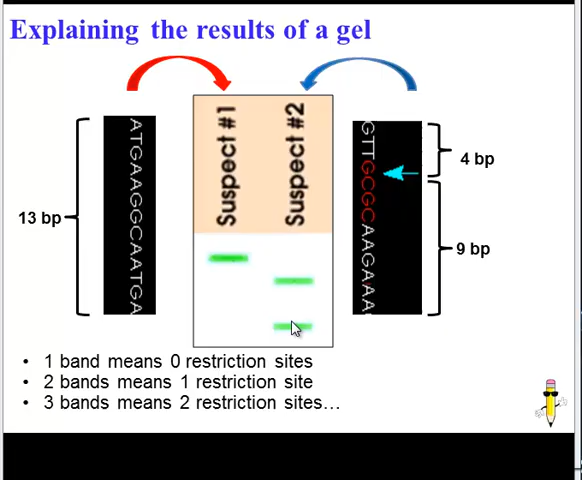 Explaining the results of a gel
ATGAAGGCAATGA
13 bp
Suspect #1
Suspect #2
GTTGCGCAAGAAA
4 bp
9 bp
• 1 band means 0 restriction sites
• 2 bands means 1 restriction site
• 3 bands means 2 restriction sites…